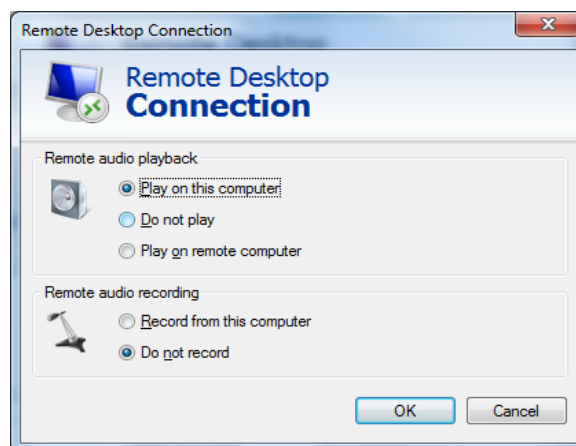 Remote Desktop Connection
Remote Desktop
Connection
Remote audio playback
Play on this computer
Do not play
Play on remote computer
Remote audio recording
Record from this computer
Do not record
OK Cancel